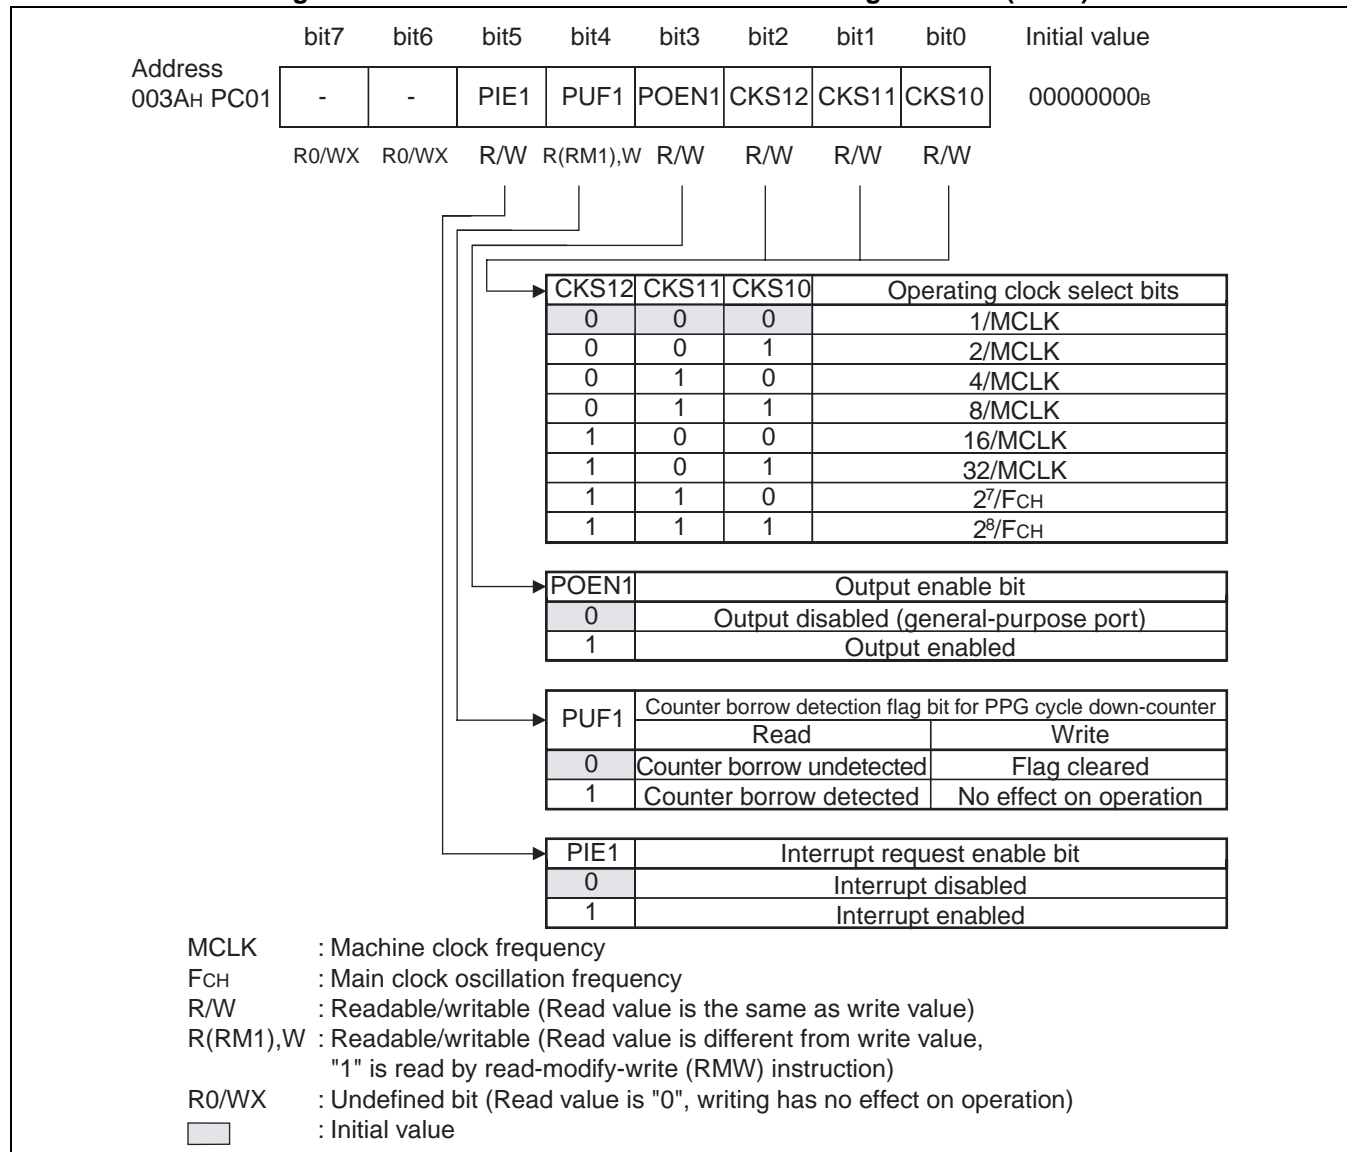 bit7 bit6 bit5 bit4 bit3 bit2 bit1 bit0 Initial value
Address
003AH PC01 - - PIE1 PUF1 POEN1 CKS12 CKS11 CKS10 00000000B
R0/WX R0/WX R/W R(RM1),W R/W R/W R/W R/W
CKS12 CKS11 CKS10 Operating clock select bits
0 0 0 1/MCLK
0 0 1 2/MCLK
0 1 0 4/MCLK
0 1 1 8/MCLK
1 0 0 16/MCLK
1 0 1 32/MCLK
1 1 0 2⁷/FCH
1 1 1 2⁸/FCH
POEN1 Output enable bit
0 Output disabled (general-purpose port)
1 Output enabled
PUF1 Counter borrow detection flag bit for PPG cycle down-counter
Read Write
0 Counter borrow undetected Flag cleared
1 Counter borrow detected No effect on operation
PIE1 Interrupt request enable bit
0 Interrupt disabled
1 Interrupt enabled
MCLK : Machine clock frequency
FCH : Main clock oscillation frequency
R/W : Readable/writable (Read value is the same as write value)
R(RM1),W : Readable/writable (Read value is different from write value,
"1" is read by read-modify-write (RMW) instruction)
R0/WX : Undefined bit (Read value is "0", writing has no effect on operation)
: Initial value